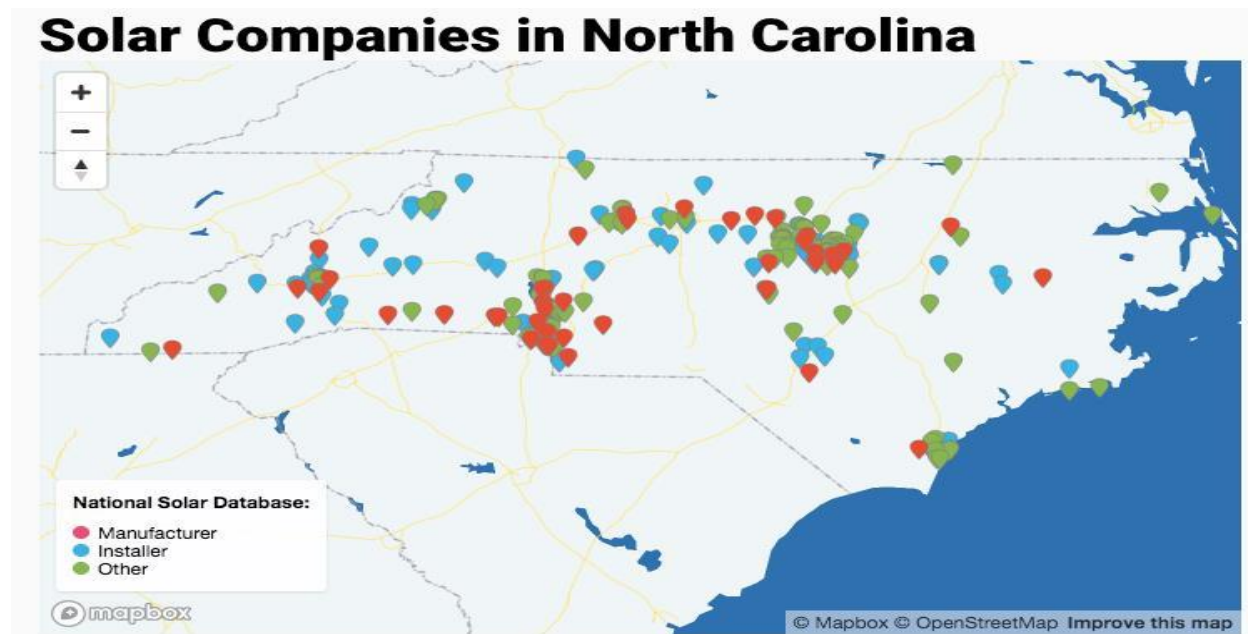 Solar Companies in North Carolina
National Solar Database:
Manufacturer
Installer
Other
mapbox
© Mapbox © OpenStreetMap Improve this map